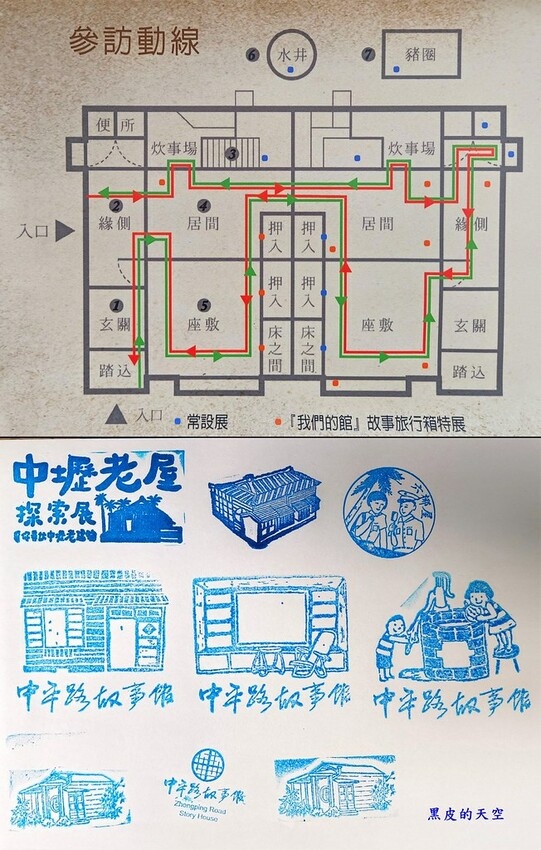 參訪動線
6 水井
7 豬圈
便所
炊事場
3
炊事場
2
緣側
4
居間
押入
押入
居間
緣側
入口
押入
押入
1
玄關
5
座敷
床之間
床之間
座敷
玄關
踏込
踏込
入口
常設展
『我們的館』故事旅行箱特展
中壢老屋
探索展
中平路故事館
中平路故事館
中平路故事館
中平路故事館
Zhongping Road
Story House
黑皮的天空